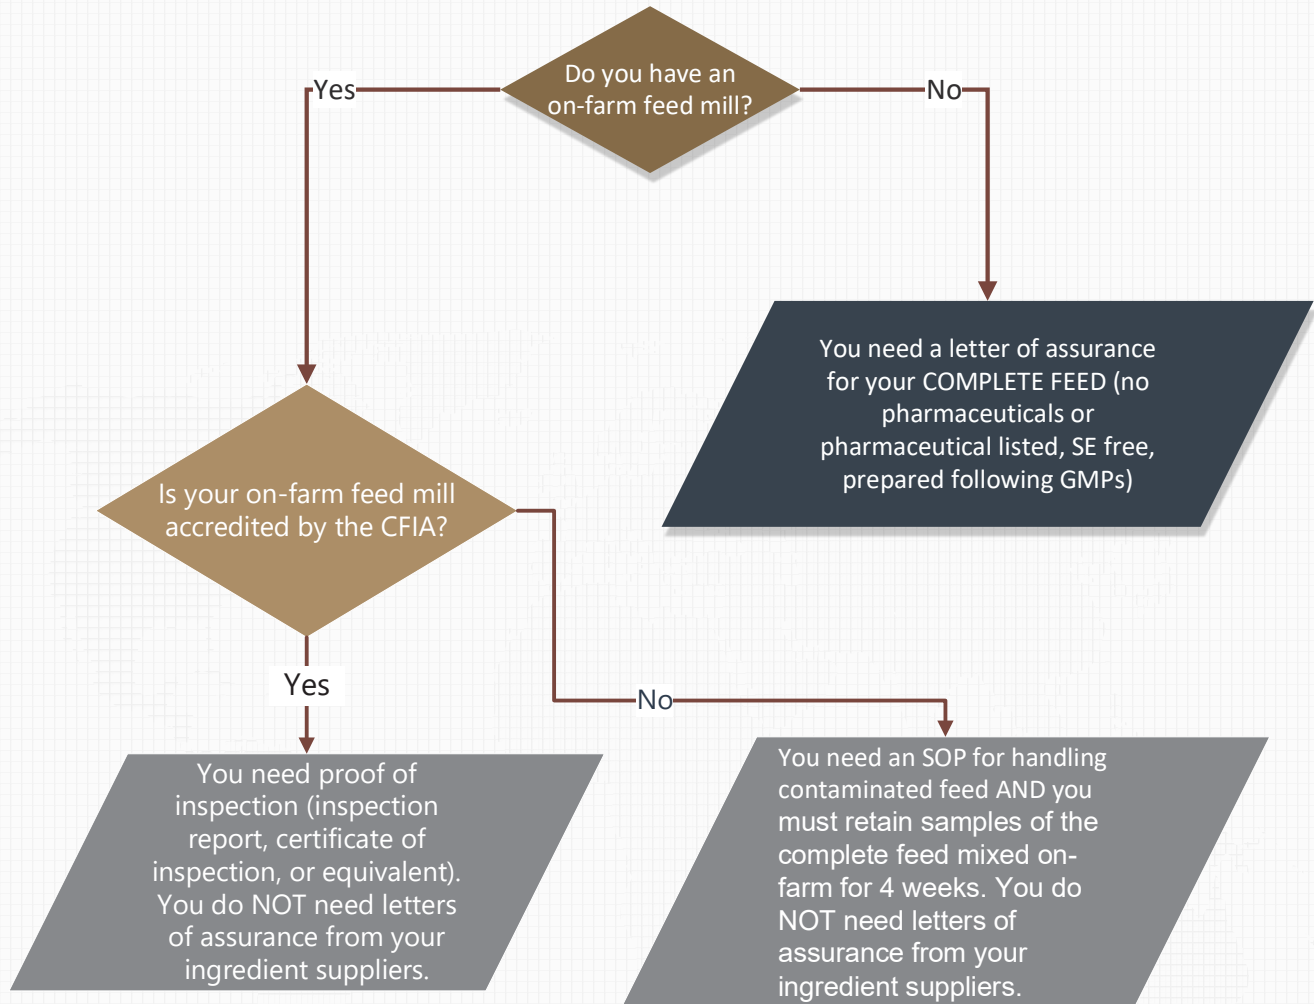 Do you have an
on-farm feed mill?
Yes
No
You need a letter of assurance
for your COMPLETE FEED (no
pharmaceuticals or
pharmaceutical listed, SE free,
prepared following GMPs)
Is your on-farm feed mill
accredited by the CFIA?
Yes
No
You need proof of
inspection (inspection
report, certificate of
inspection, or equivalent).
You do NOT need letters
of assurance from your
ingredient suppliers.
You need an SOP for handling
contaminated feed AND you
must retain samples of the
complete feed mixed on-
farm for 4 weeks. You do
NOT need letters of
assurance from your
ingredient suppliers.